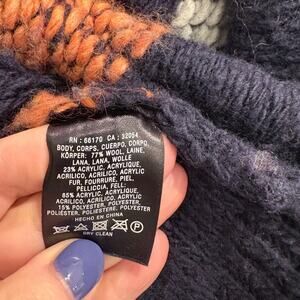 RN : 66170 CA : 32054
BODY, CORPS, CUERPO, CORPO,
KÖRPER: 77% WOOL, LAINE,
LANA, LANA, WOLLE
23% ACRYLIC, ACRYLIQUE
ACRILICO, ACRILICO, ACRYL
FUR, FOURRURE, PIEL,
PELLICCIA, FELL:
85% ACRYLIC, ACRYLIQUE
ACRILICO, ACRILICO, ACRYL
15% POLYESTER, POLYESTER,
POLIÉSTER, POLIESTERE, POLYESTER
HECHO EN CHINA
P
DRY CLEAN